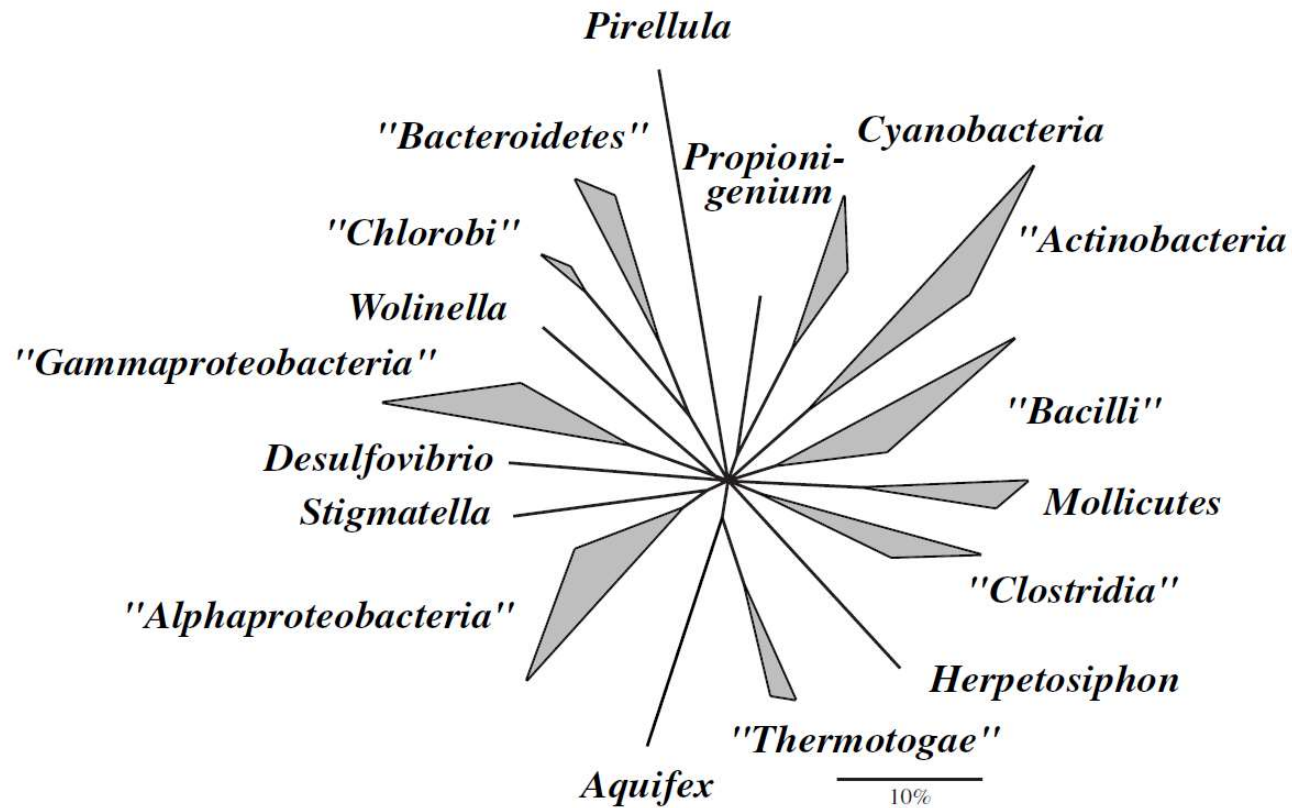 Pirellula
"Bacteroidetes"
Cyanobacteria
Propioni-
genium
"Chlorobi"
"Actinobacteria
Wolinella
"Gammaproteobacteria"
"Bacilli"
Desulfovibrio
Stigmatella
Mollicutes
"Clostridia"
"Alphaproteobacteria"
Herpetosiphon
"Thermotogae"
Aquifex
10%